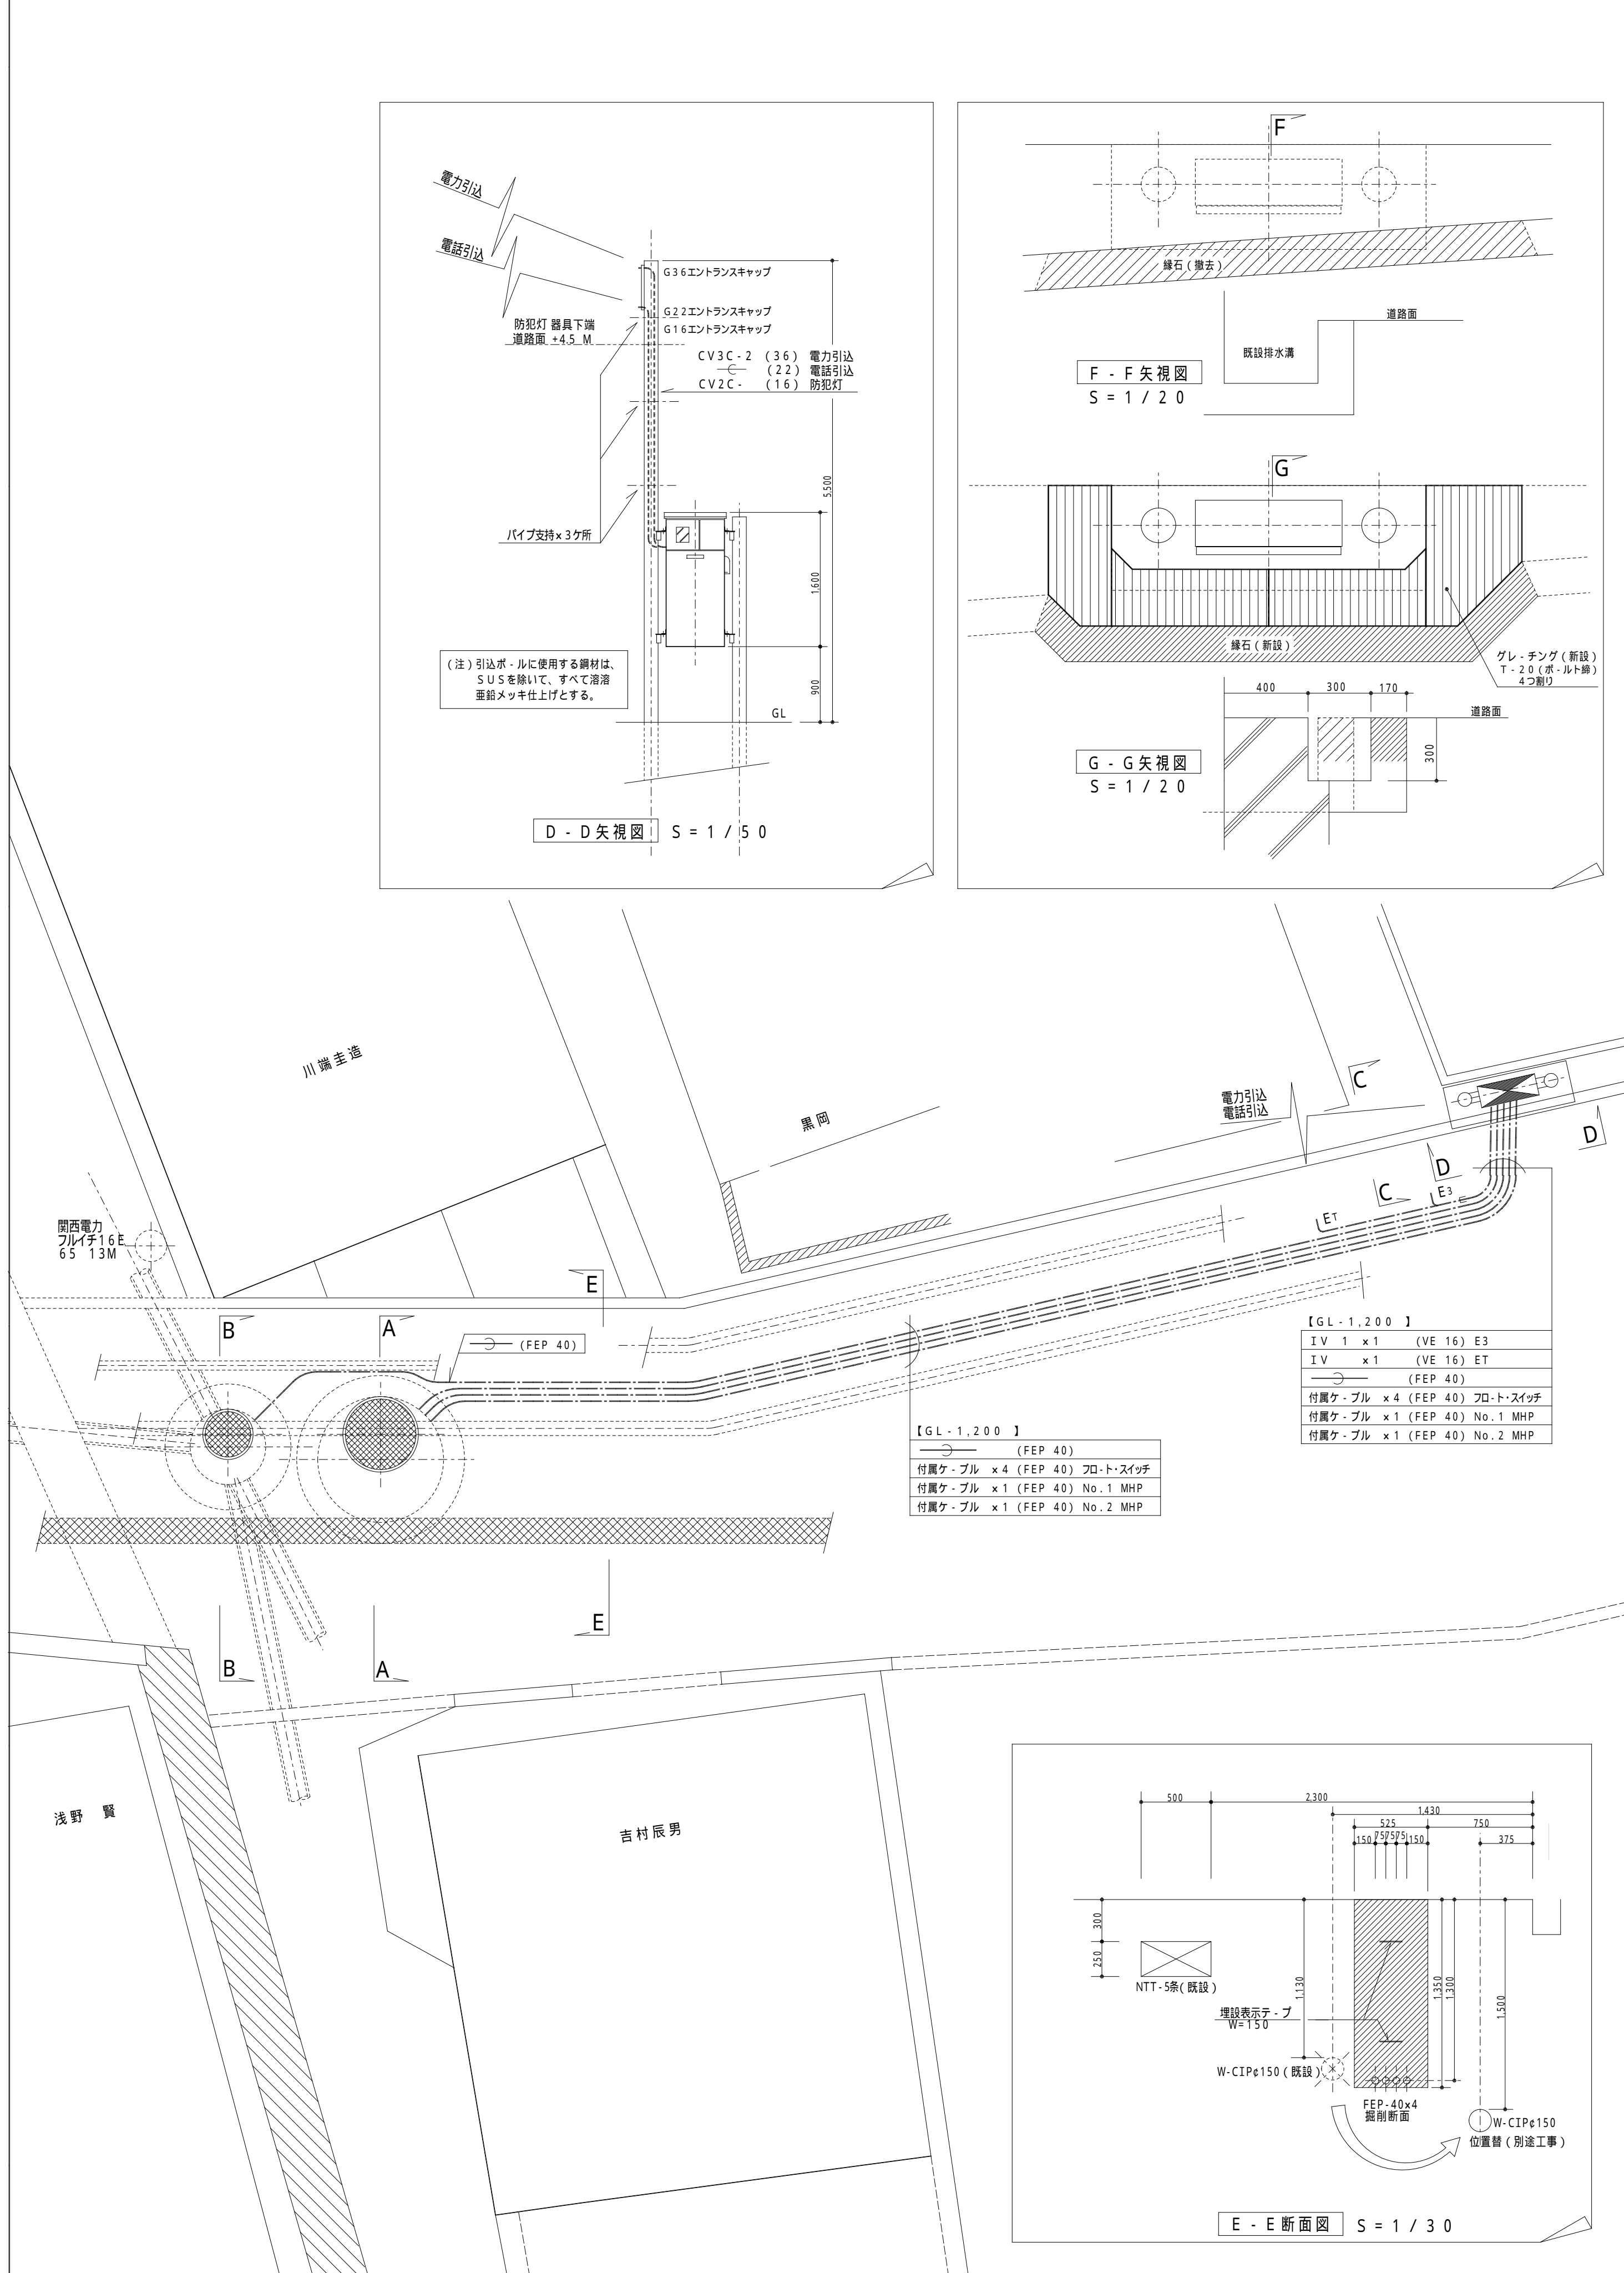 電力引込
電話引込
防犯灯 器具下端
道路面 +4.5 M
G36エントランスキャップ
G22エントランスキャップ
G16エントランスキャップ
CV3C-2 (36) 電力引込
(22) 電話引込
CV2C- (16) 防犯灯
パイプ支持×3ケ所
5,500
1,600
900
GL
(注)引込ポ-ルに使用する鋼材は、
SUSを除いて、すべて溶溶
亜鉛メッキ仕上げとする。
D-D矢視図 S=1/50
F
縁石(撤去)
道路面
既設排水溝
F-F矢視図
S=1/20
G
縁石(新設)
グレ-チング(新設)
T-20(ボ-ルト締)
4つ割り
400 300 170
道路面
300
G-G矢視図
S=1/20
川端圭造
黒岡
電力引込
電話引込
C
D
D
C
E3
E
ET
関西電力
フルイチ16E
65 13M
B
A
E
(FEP 40)
【GL-1,200 】
IV 1 ×1 (VE 16) E3
IV ×1 (VE 16) ET
(FEP 40)
付属ケ-ブル ×4 (FEP 40) フロ-ト・スイッチ
付属ケ-ブル ×1 (FEP 40) No.1 MHP
付属ケ-ブル ×1 (FEP 40) No.2 MHP
【GL-1,200 】
(FEP 40)
付属ケ-ブル ×4 (FEP 40) フロ-ト・スイッチ
付属ケ-ブル ×1 (FEP 40) No.1 MHP
付属ケ-ブル ×1 (FEP 40) No.2 MHP
E
B
A
浅野 賢
吉村辰男
500 2,300
1,430
525 750
150 75 75 75 150 375
300
250
1,130
1,350
1,300
1,500
NTT-5条(既設)
埋設表示テ-プ
W=150
W-CIP¢150(既設)
FEP-40×4
掘削断面
W-CIP¢150
位置替(別途工事)
E-E断面図 S=1/30